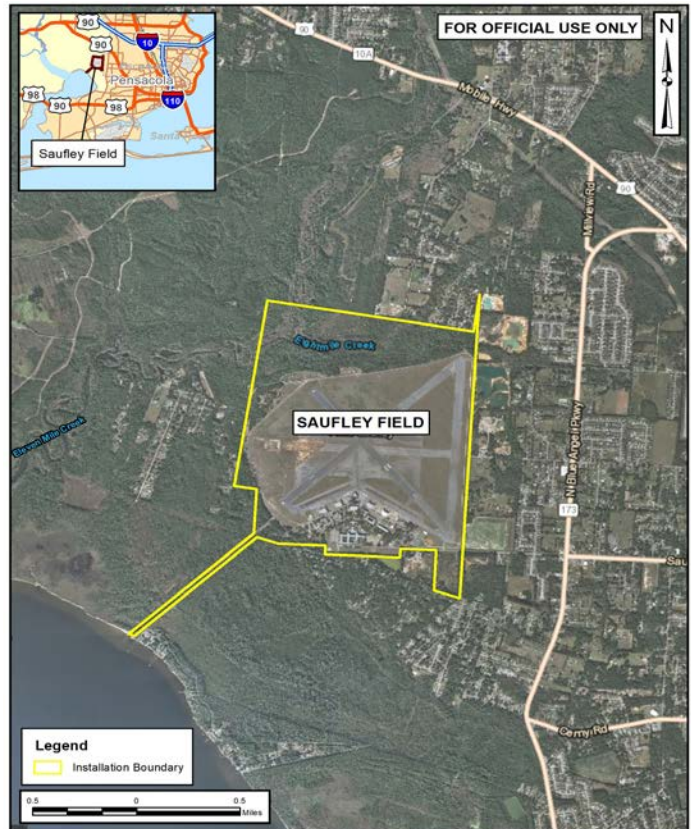 FOR OFFICIAL USE ONLY
N
90
90
10
Pensacola
98
90
98
110
Santa
Saufley Field
90
10A
Mobile Hwy
Millview Rd
90
Eightmile Creek
SAUFLEY FIELD
Eleven Mile Creek
N Blue Angel Pkwy
173
Sau
Cerny Rd
Legend
Installation Boundary
0.5
0
0.5
Miles